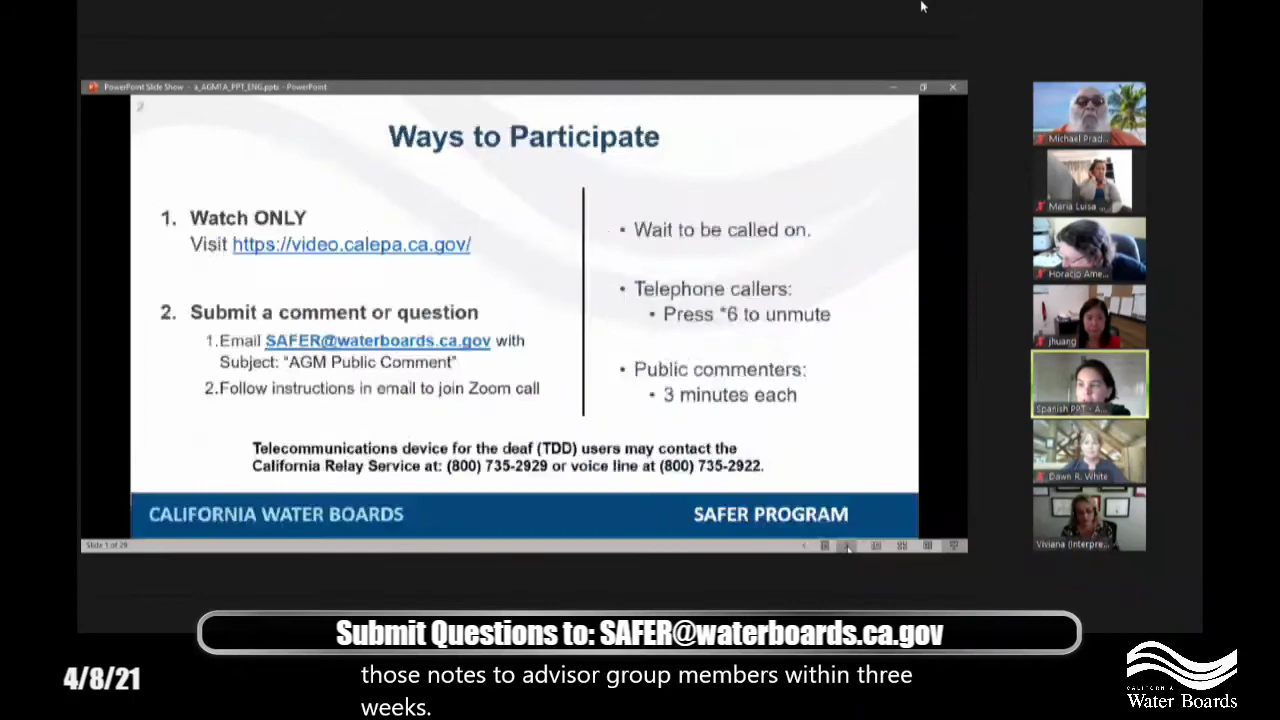 PowerPoint Slide Show - a_AGM1A_PPT_ENG.pptx - PowerPoint
2
Ways to Participate
1. Watch ONLY
Visit https://video.calepa.ca.gov/
2. Submit a comment or question
1.Email SAFER@waterboards.ca.gov with
Subject: "AGM Public Comment"
2.Follow instructions in email to join Zoom call
• Wait to be called on.
• Telephone callers:
• Press *6 to unmute
• Public commenters:
• 3 minutes each
Telecommunications device for the deaf (TDD) users may contact the
California Relay Service at: (800) 735-2929 or voice line at (800) 735-2922.
CALIFORNIA WATER BOARDS
SAFER PROGRAM
Slide 1 of 29
Michael Prad...
Maria Luisa ...
Horacio Ame...
jhuang
Spanish PPT - A...
Dawn R. White
Viviana (Interpre...
Submit Questions to: SAFER@waterboards.ca.gov
4/8/21
those notes to advisor group members within three
weeks.
CALIFORNIA
Water Boards